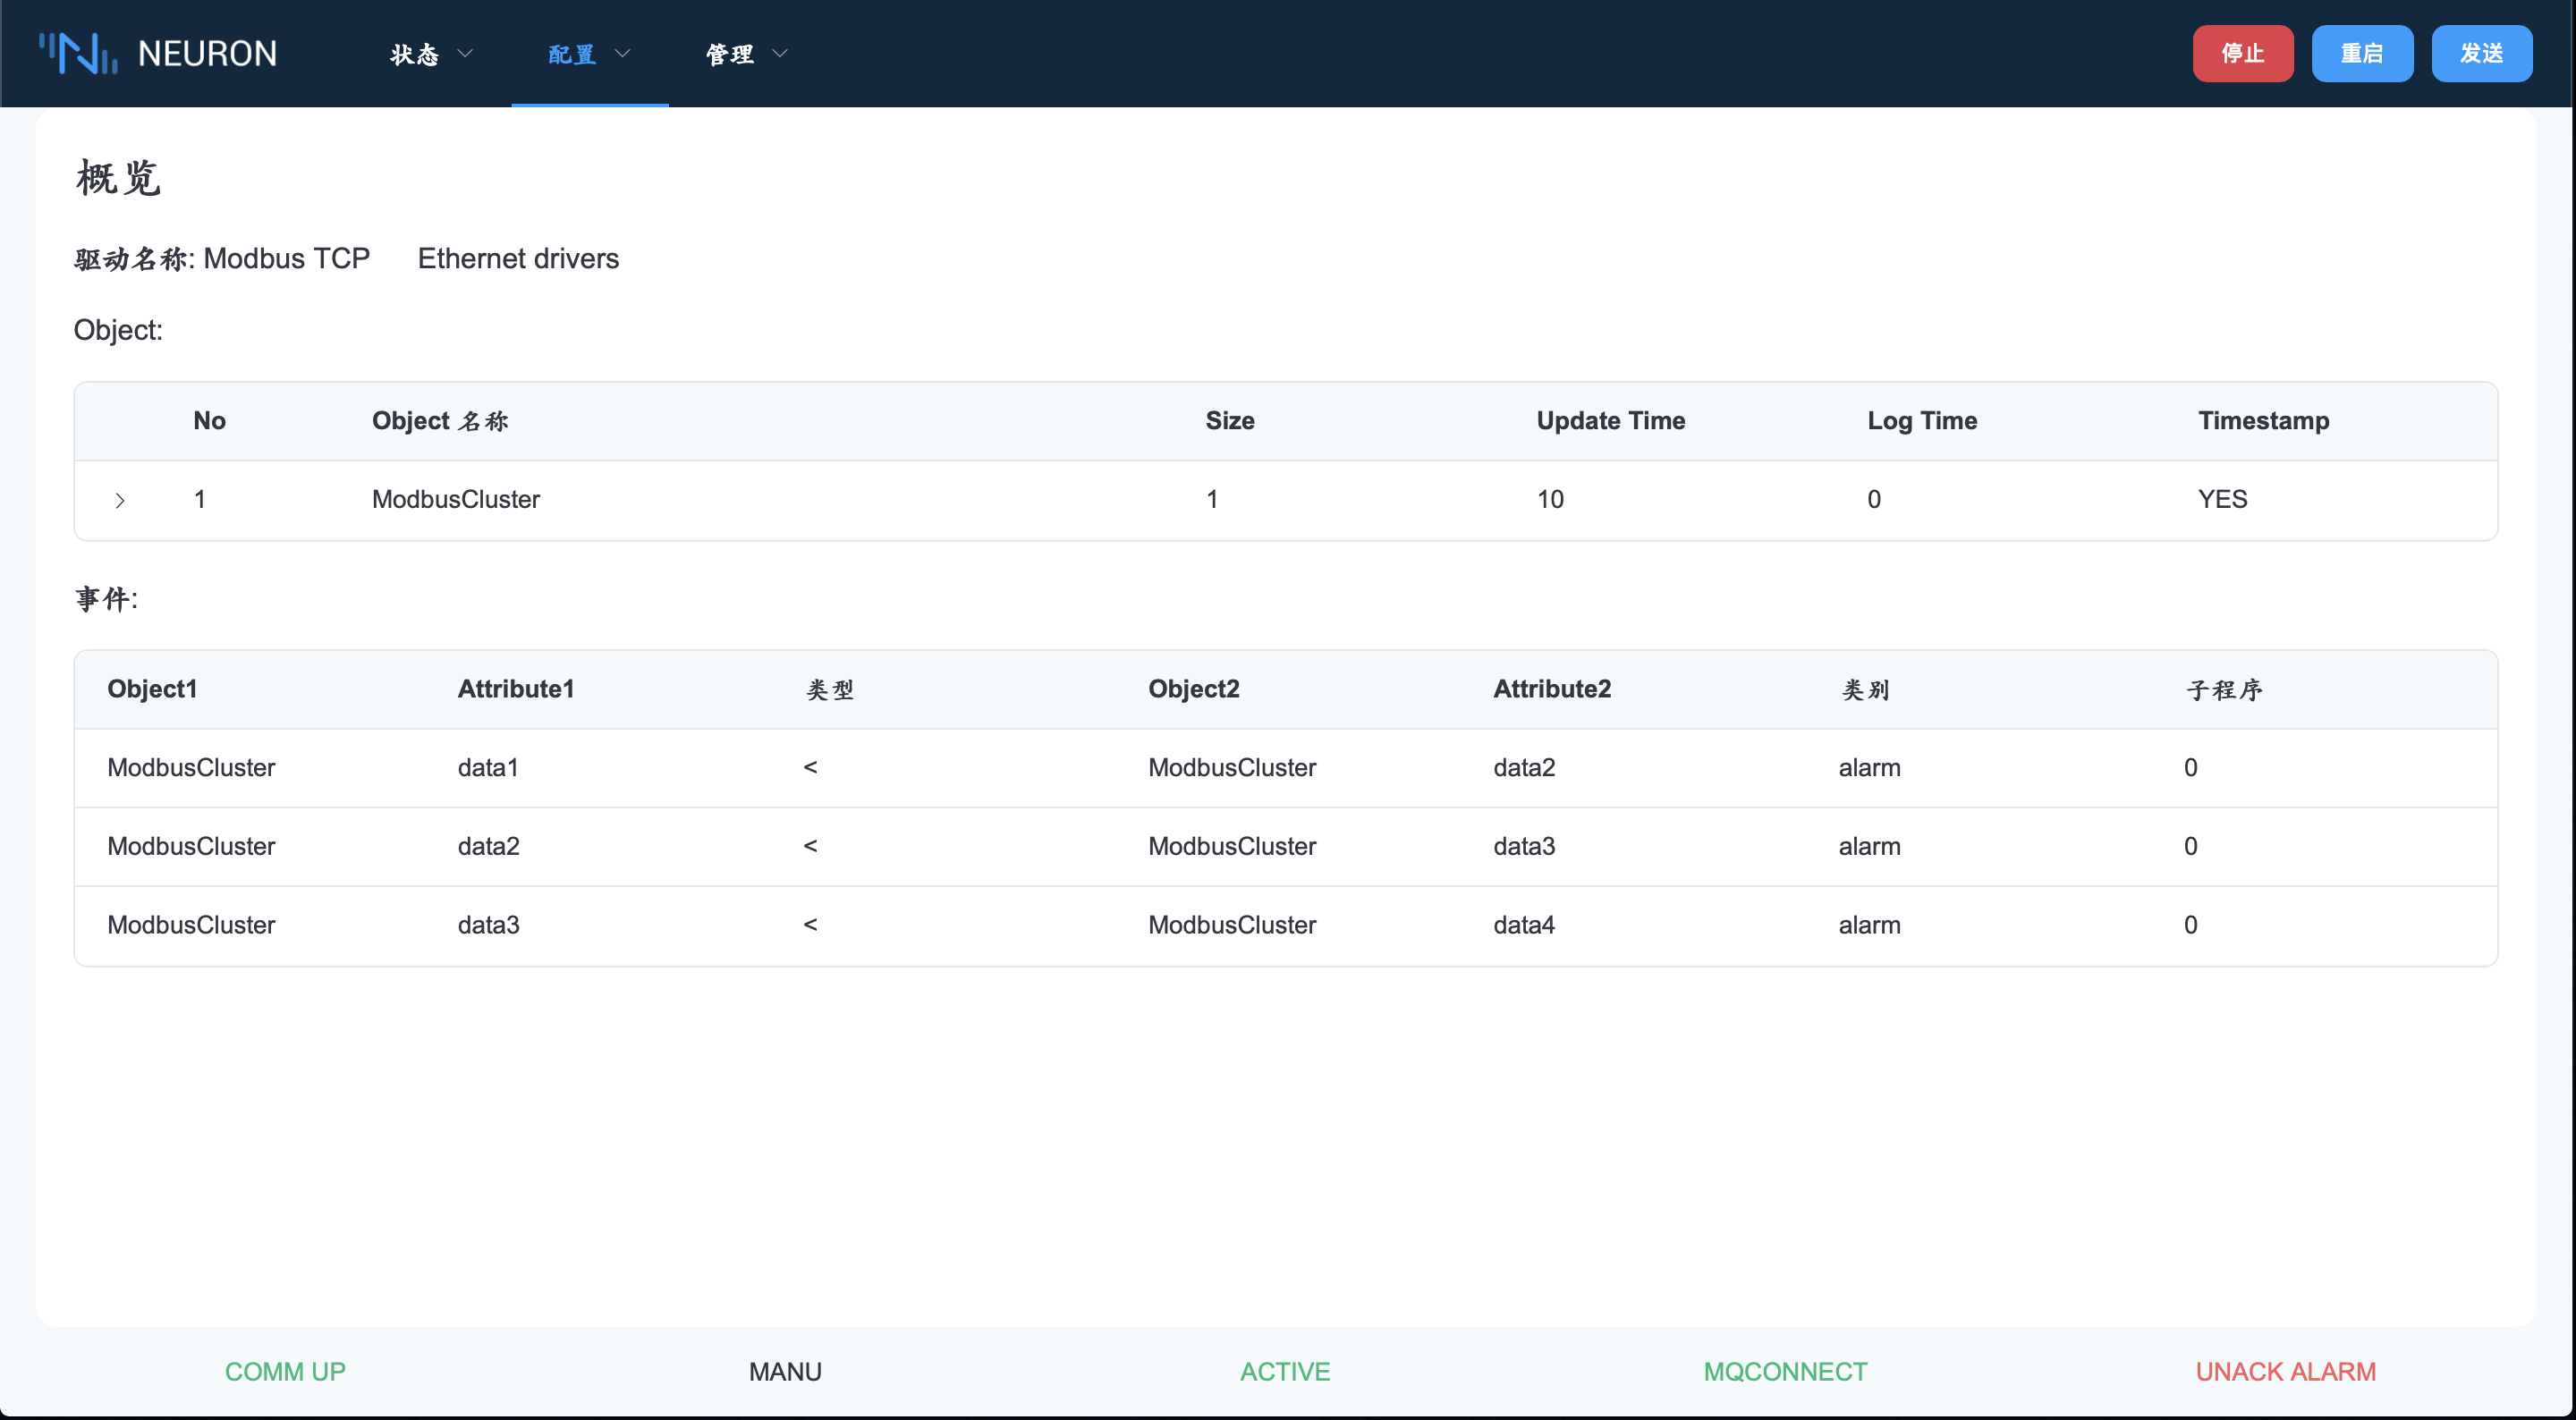 NEURON 状态 配置 管理 停止 重启 发送
概览
驱动名称: Modbus TCP Ethernet drivers
Object:
No Object 名称 Size Update Time Log Time Timestamp
1 ModbusCluster 1 10 0 YES
事件:
Object1 Attribute1 类型 Object2 Attribute2 类别 子程序
ModbusCluster data1 < ModbusCluster data2 alarm 0
ModbusCluster data2 < ModbusCluster data3 alarm 0
ModbusCluster data3 < ModbusCluster data4 alarm 0
COMM UP MANU ACTIVE MQCONNECT UNACK ALARM